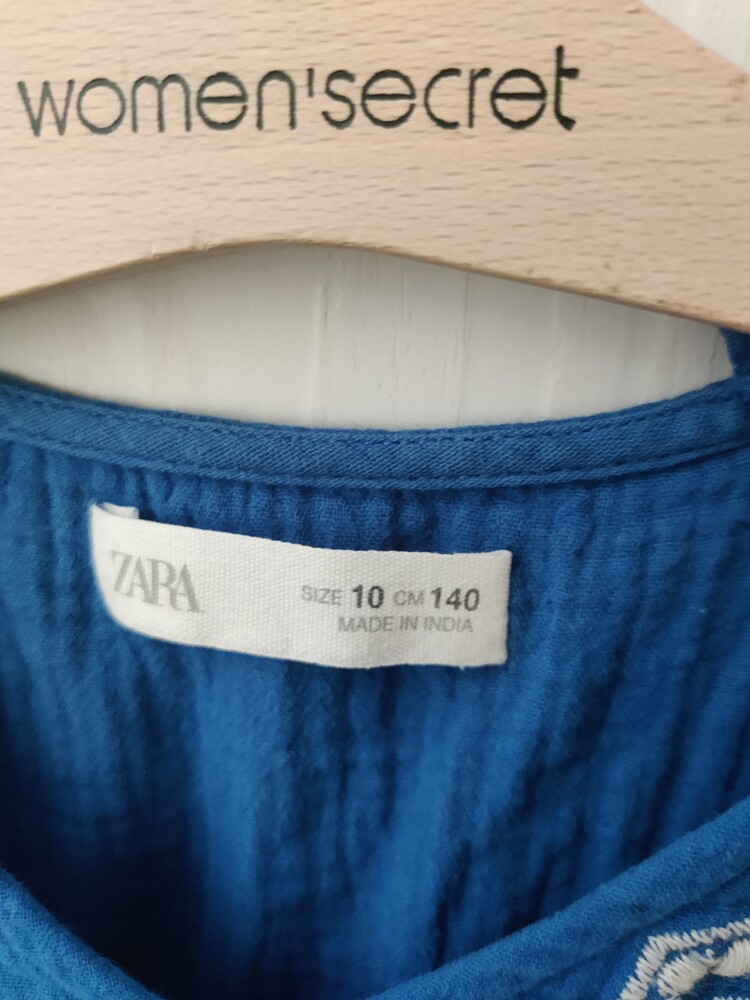 women'secret
ZARA
SIZE 10 CM 140
MADE IN INDIA